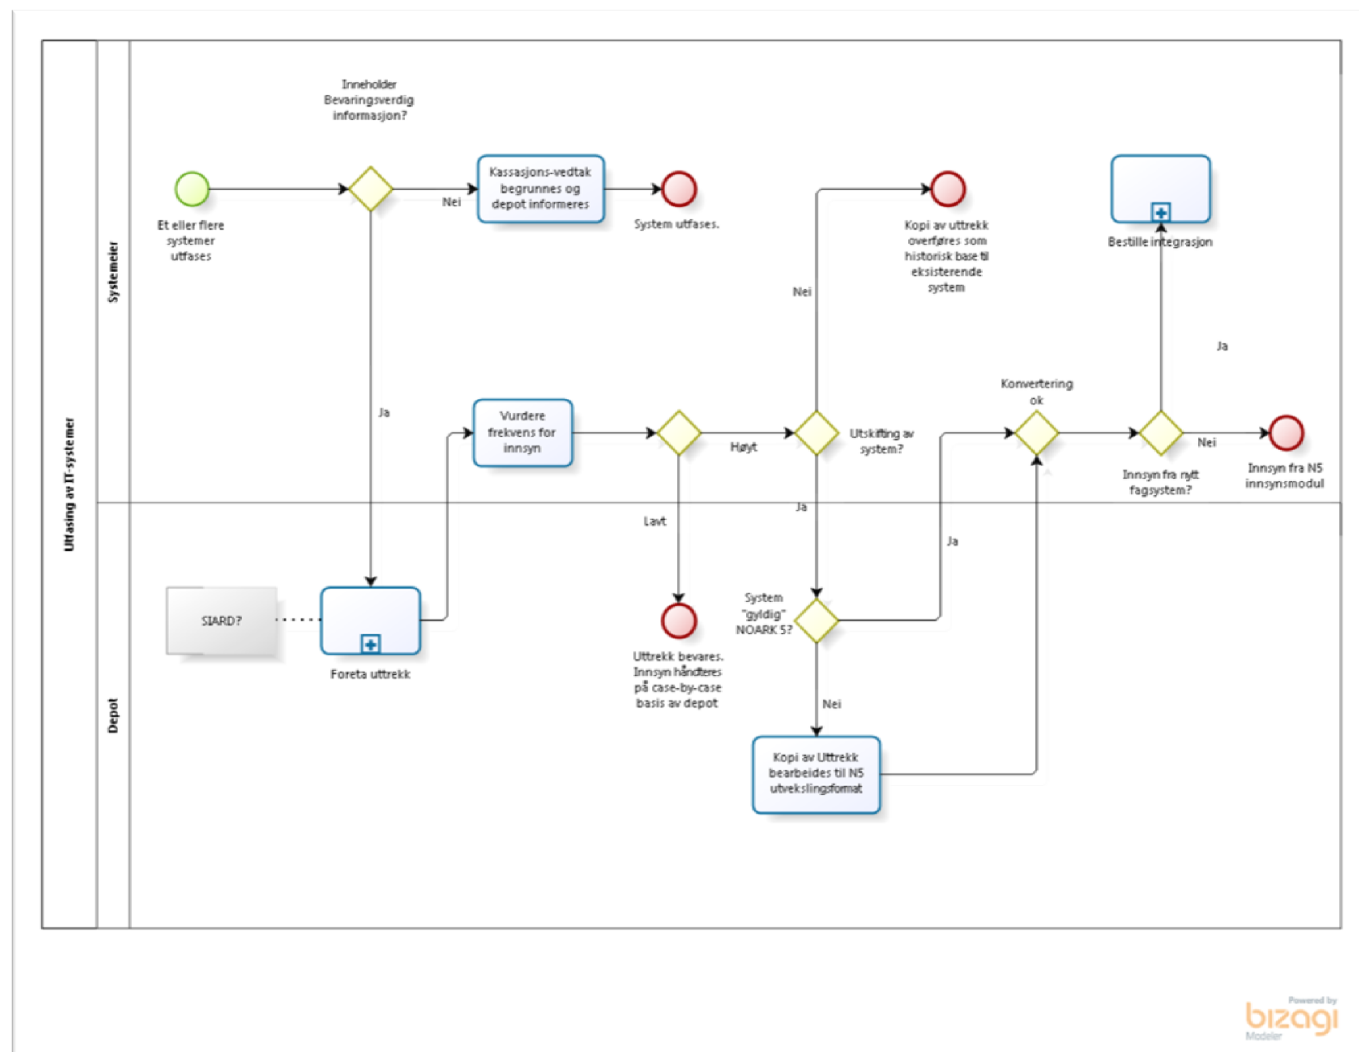 Utfasing av IT-systemer
Systemeier
Inneholder
Bevaringsverdig
informasjon?
Et eller flere
systemer
utfases
Nei
Kassasjons-vedtak
begrunnes og
depot informeres
System utfases.
Nei
Kopi av uttrekk
overføres som
historisk base til
eksisterende
system
Bestille integrasjon
Ja
Ja
Vurdere
frekvens for
innsyn
Høyt
Utskifting av
system?
Konvertering
ok
Innsyn fra nytt
fagsystem?
Nei
Innsyn fra N5
innsynsmodul
Depot
Lavt
Ja
Ja
SIARD?
Foreta uttrekk
Uttrekk bevares.
Innsyn håndteres
på case-by-case
basis av depot
System
"gyldig"
NOARK 5?
Nei
Kopi av Uttrekk
bearbeides til N5
utvekslingsformat
Powered by
bizagi
Modeler